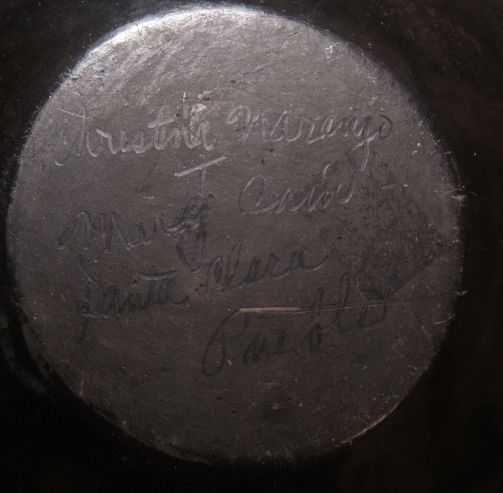 Christina Naranjo
+
Mary Cain
Santa Clara
Pueblo